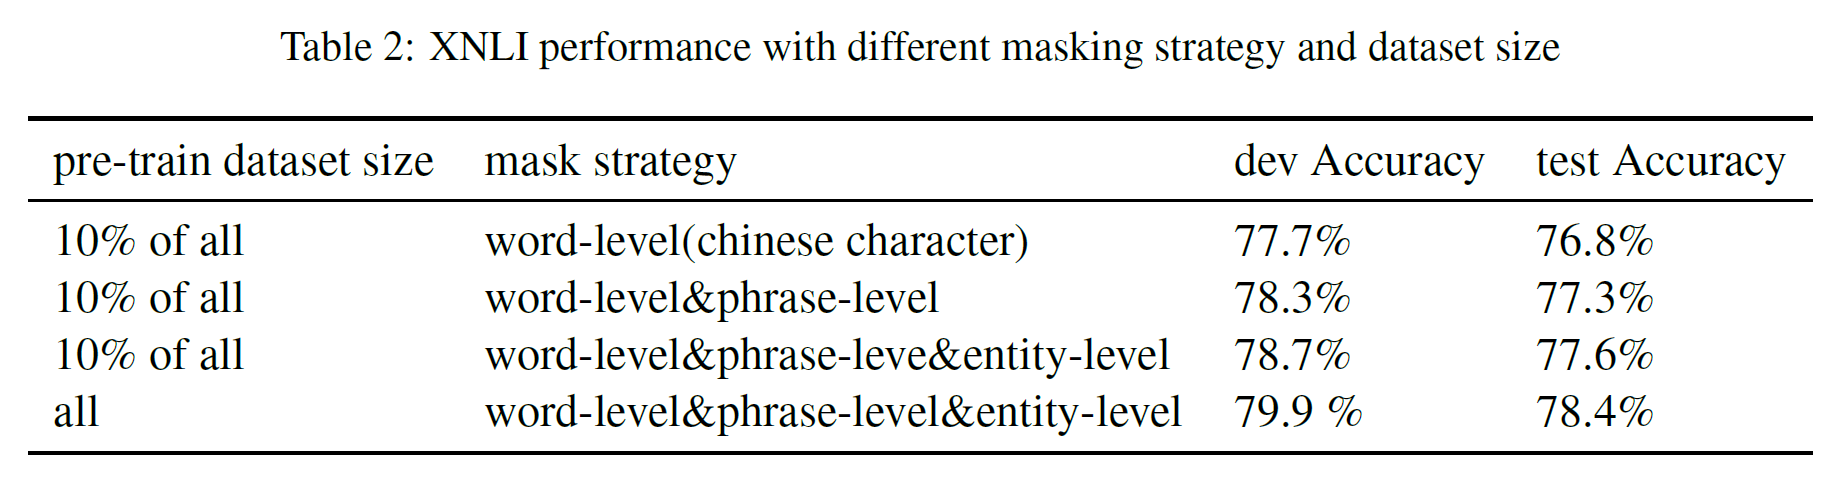 Table 2: XNLI performance with different masking strategy and dataset size
pre-train dataset size mask strategy dev Accuracy test Accuracy
10% of all word-level(chinese character) 77.7% 76.8%
10% of all word-level&phrase-level 78.3% 77.3%
10% of all word-level&phrase-leve&entity-level 78.7% 77.6%
all word-level&phrase-level&entity-level 79.9 % 78.4%